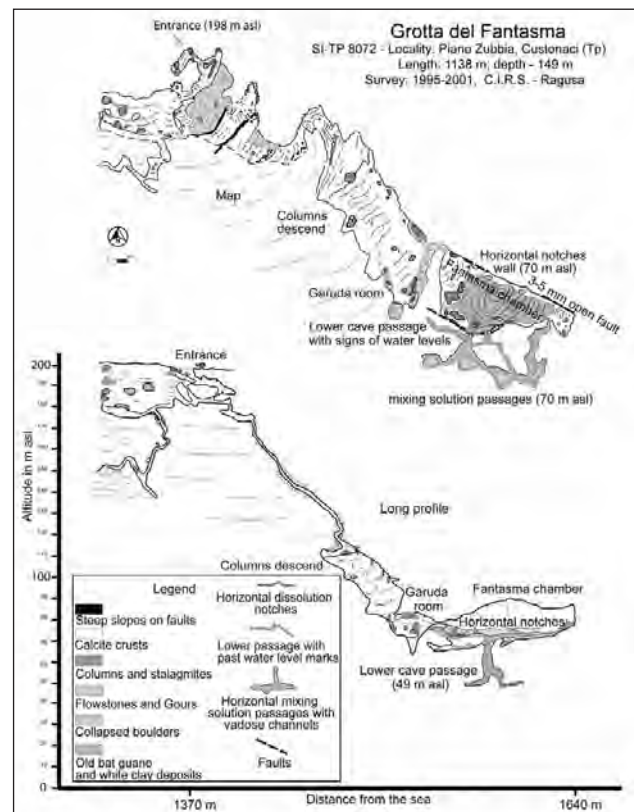 Grotta del Fantasma
SI TP 8072 - Locality: Piano Zubbia, Custonaci (Tp)
Length: 1138 m; depth - 149 m
Survey: 1995-2001, C.I.R.S. - Ragusa
Entrance (198 m asl)
Map
Columns
descend
Garuda room
Horizontal notches
wall (70 m asl)
Fantasma chamber
3-5 mm open fault
Lower cave passage
with signs of water levels
mixing solution passages (70 m asl)
200
Entrance
Altitude in m asl
Long profile
100
Columns descend
Garuda
room
Fantasma chamber
Horizontal notches
Lower cave passage
(49 m asl)
Legend
Steep slopes on faults
Calcite crusts
Columns and stalagmites
Flowstones and Gours
Collapsed boulders
Old bat guano
and white clay deposits
Horizontal dissolution
notches
Lower passage with
past water level marks
Horizontal mixing
solution passages with
vadose channels
Faults
0
1370 m
Distance from the sea
1640 m